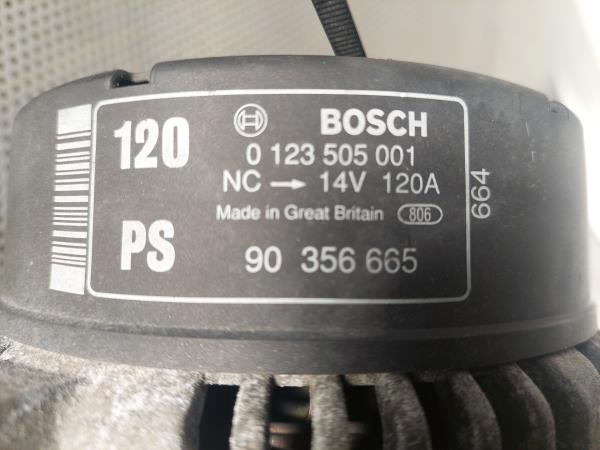 120
BOSCH
0 123 505 001
NC → 14V 120A
Made in Great Britain 806
PS
90 356 665
664